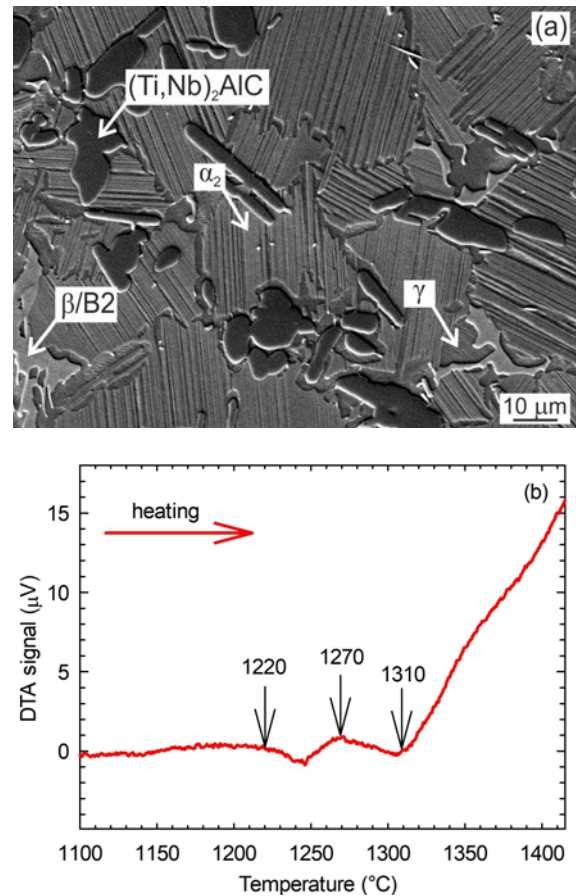 (a)
(Ti,Nb)₂AlC
α₂
β/B2
γ
10 μm
(b)
heating
15
10
5
0
DTA signal (μV)
1220
1270
1310
1100
1150
1200
1250
1300
1350
1400
Temperature (°C)